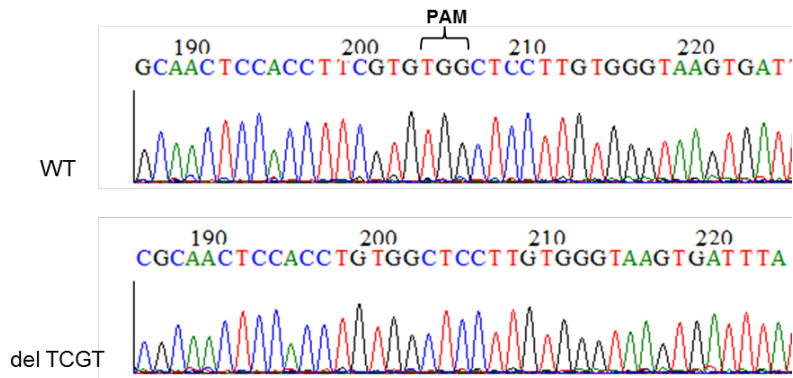 PAM
190 200 210 220
GCAACTCCACCTTCGTGTGGCTCCTTGTGGGTAAGTGATT
WT
190 200 210 220
CGCAACTCCACCTGTGGCTCCTTGTGGGTAAGTGATTTA
del TCGT